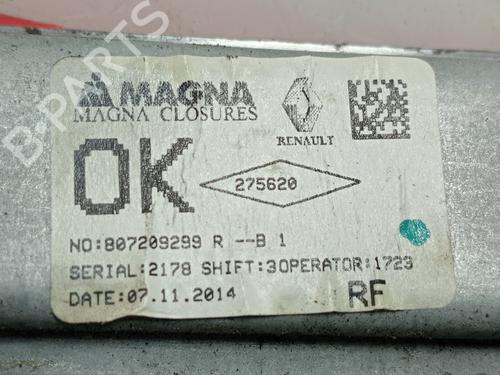 MAGNA
MAGNA CLOSURES
RENAULT
OK
275620
NO:807209299 R --B 1
SERIAL:2178 SHIFT:3OPERATOR:1723
DATE:07.11.2014
RF
B-PARTS